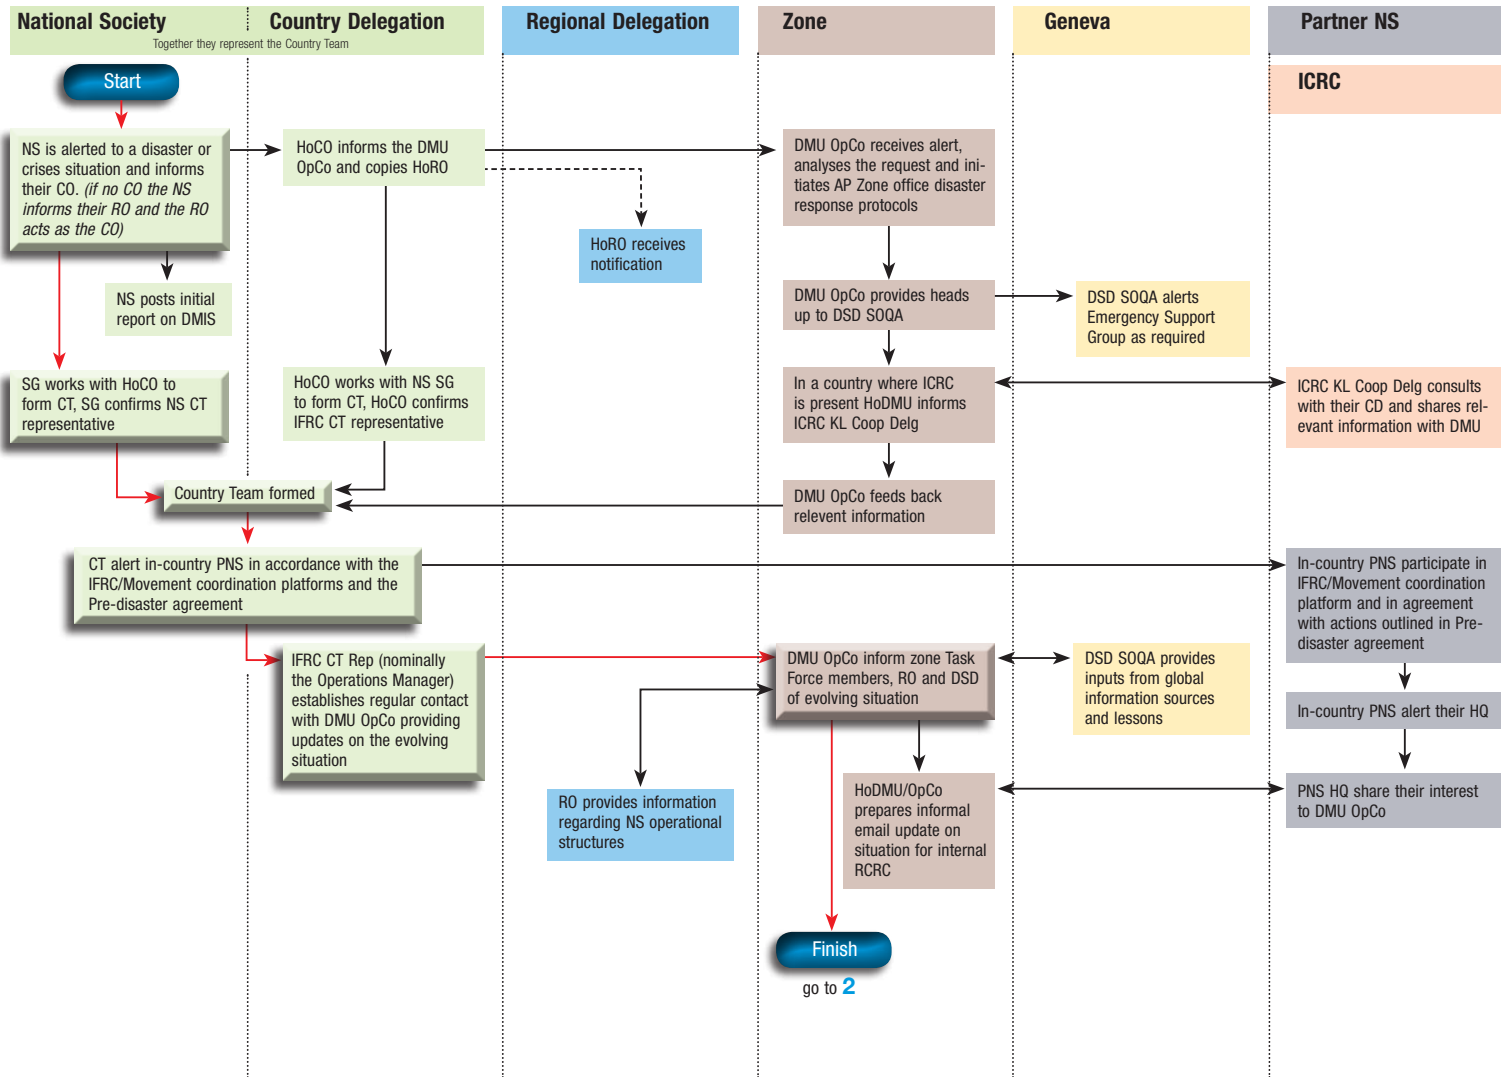 National Society
Country Delegation
Together they represent the Country Team
Regional Delegation
Zone
Geneva
Partner NS
ICRC
Start
NS is alerted to a disaster or
crises situation and informs
their CO. (if no CO the NS
informs their RO and the RO
acts as the CO)
HoCO informs the DMU
OpCo and copies HoRO
DMU OpCo receives alert,
analyses the request and ini-
tiates AP Zone office disaster
response protocols
HoRO receives
notification
NS posts initial
report on DMIS
DMU OpCo provides heads
up to DSD SOQA
DSD SOQA alerts
Emergency Support
Group as required
SG works with HoCO to
form CT, SG confirms NS CT
representative
HoCO works with NS SG
to form CT, HoCO confirms
IFRC CT representative
In a country where ICRC
is present HoDMU informs
ICRC KL Coop Delg
ICRC KL Coop Delg consults
with their CD and shares rel-
evant information with DMU
Country Team formed
DMU OpCo feeds back
relevent information
CT alert in-country PNS in accordance with the
IFRC/Movement coordination platforms and the
Pre-disaster agreement
In-country PNS participate in
IFRC/Movement coordination
platform and in agreement
with actions outlined in Pre-
disaster agreement
IFRC CT Rep (nominally
the Operations Manager)
establishes regular contact
with DMU OpCo providing
updates on the evolving
situation
DMU OpCo inform zone Task
Force members, RO and DSD
of evolving situation
DSD SOQA provides
inputs from global
information sources
and lessons
In-country PNS alert their HQ
RO provides information
regarding NS operational
structures
HoDMU/OpCo
prepares informal
email update on
situation for internal
RCRC
PNS HQ share their interest
to DMU OpCo
Finish
go to 2